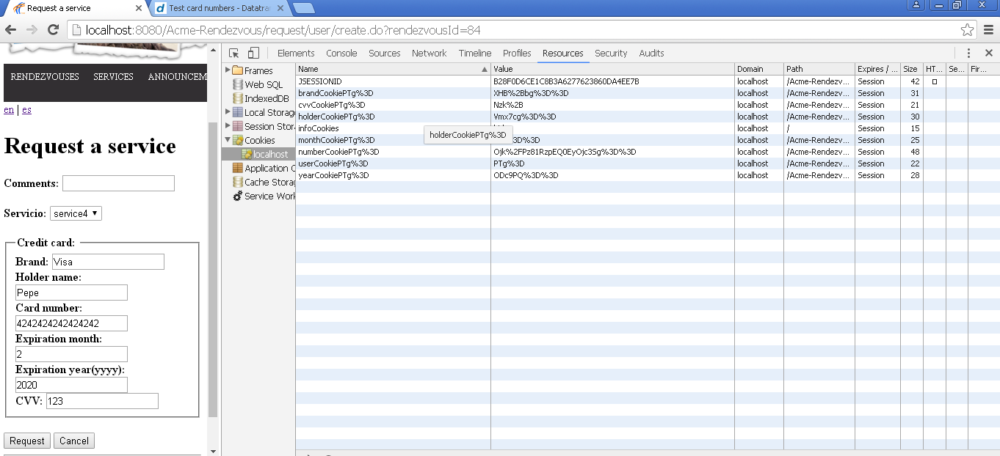 Request a service
Test card numbers - Datatra
localhost:8080/Acme-Rendezvous/request/user/create.do?rendezvousId=84
RENDEZVOUSES SERVICES ANNOUNCEM
en | es
Request a service
Comments:
Servicio: service4
Credit card:
Brand: Visa
Holder name:
Pepe
Card number:
4242424242424242
Expiration month:
2
Expiration year(yyyy):
2020
CVV: 123
Request Cancel
Elements Console Sources Network Timeline Profiles Resources Security Audits
Frames
Web SQL
IndexedDB
Local Storag
Session Stor
Cookies
localhost
Application C
Cache Storag
Service Work
Name Value Domain Path Expires / ... Size HT... Se... Fir...
JSESSIONID B28F0D6CE1C8B3A6277623860DA4EE7B localhost /Acme-Rendezv... Session 42
brandCookiePTg%3D XHB%2Bbg%3D%3D localhost /Acme-Rendezv... Session 31
cvvCookiePTg%3D Nzk%2B localhost /Acme-Rendezv... Session 21
holderCookiePTg%3D Vmx7cg%3D%3D localhost /Acme-Rendezv... Session 30
infoCookies localhost / Session 15
holderCookiePTg%3D
monthCookiePTg%3D 3D%3D localhost /Acme-Rendezv... Session 25
numberCookiePTg%3D Ojk%2FPz81RzpEQ0EyOjc3Sg%3D%3D localhost /Acme-Rendezv... Session 48
userCookiePTg%3D PTg%3D localhost /Acme-Rendezv... Session 22
yearCookiePTg%3D ODc9PQ%3D%3D localhost /Acme-Rendezv... Session 28